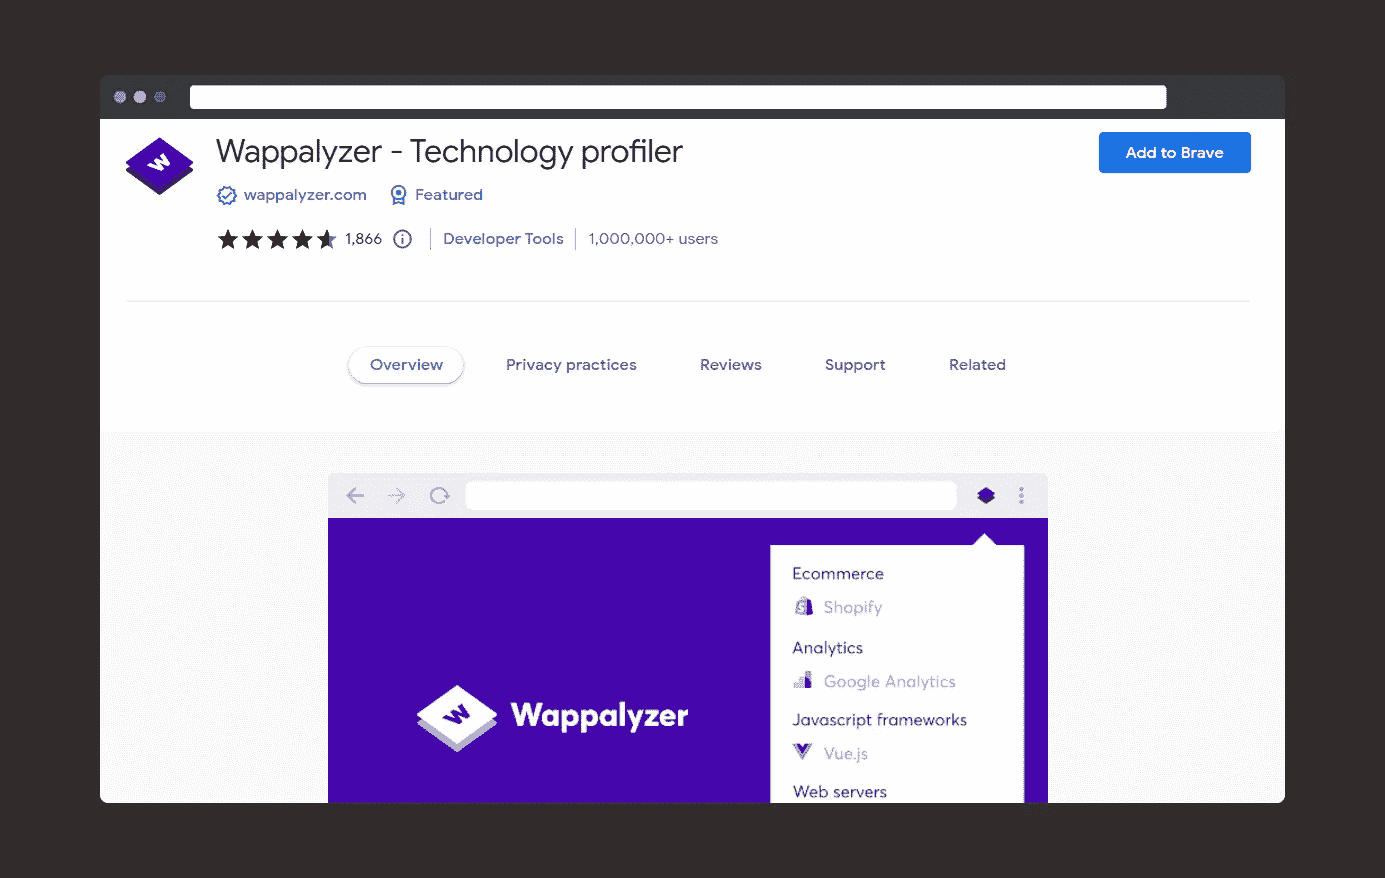 W
Wappalyzer - Technology profiler
Add to Brave
wappalyzer.com Featured
1,866 Developer Tools 1,000,000+ users
Overview Privacy practices Reviews Support Related
Ecommerce
Shopify
Analytics
Google Analytics
Javascript frameworks
W Wappalyzer
Vue.js
Web servers